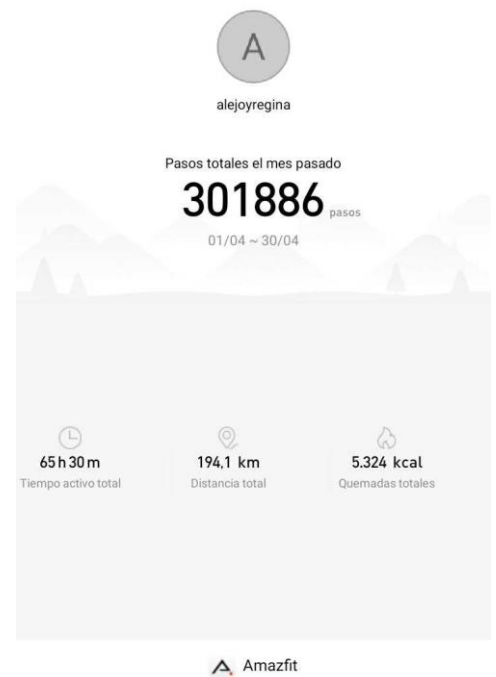 A
alejoyregina
Pasos totales el mes pasado
301886 pasos
01/04 ~ 30/04
65 h 30 m
194,1 km
5.324 kcal
Tiempo activo total
Distancia total
Quemadas totales
Amazfit